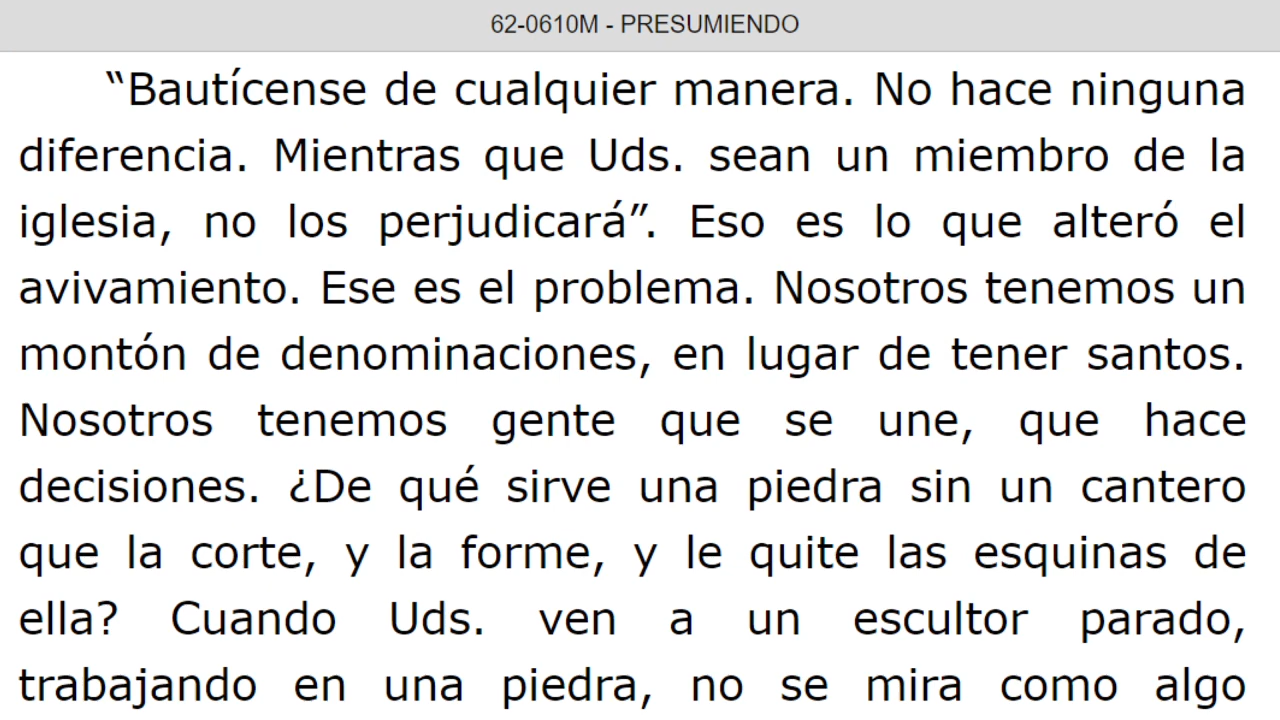 62-0610M - PRESUMIENDO
“Bautícense de cualquier manera. No hace ninguna
diferencia. Mientras que Uds. sean un miembro de la
iglesia, no los perjudicará”. Eso es lo que alteró el
avivamiento. Ese es el problema. Nosotros tenemos un
montón de denominaciones, en lugar de tener santos.
Nosotros tenemos gente que se une, que hace
decisiones. ¿De qué sirve una piedra sin un cantero
que la corte, y la forme, y le quite las esquinas de
ella? Cuando Uds. ven a un escultor parado,
trabajando en una piedra, no se mira como algo